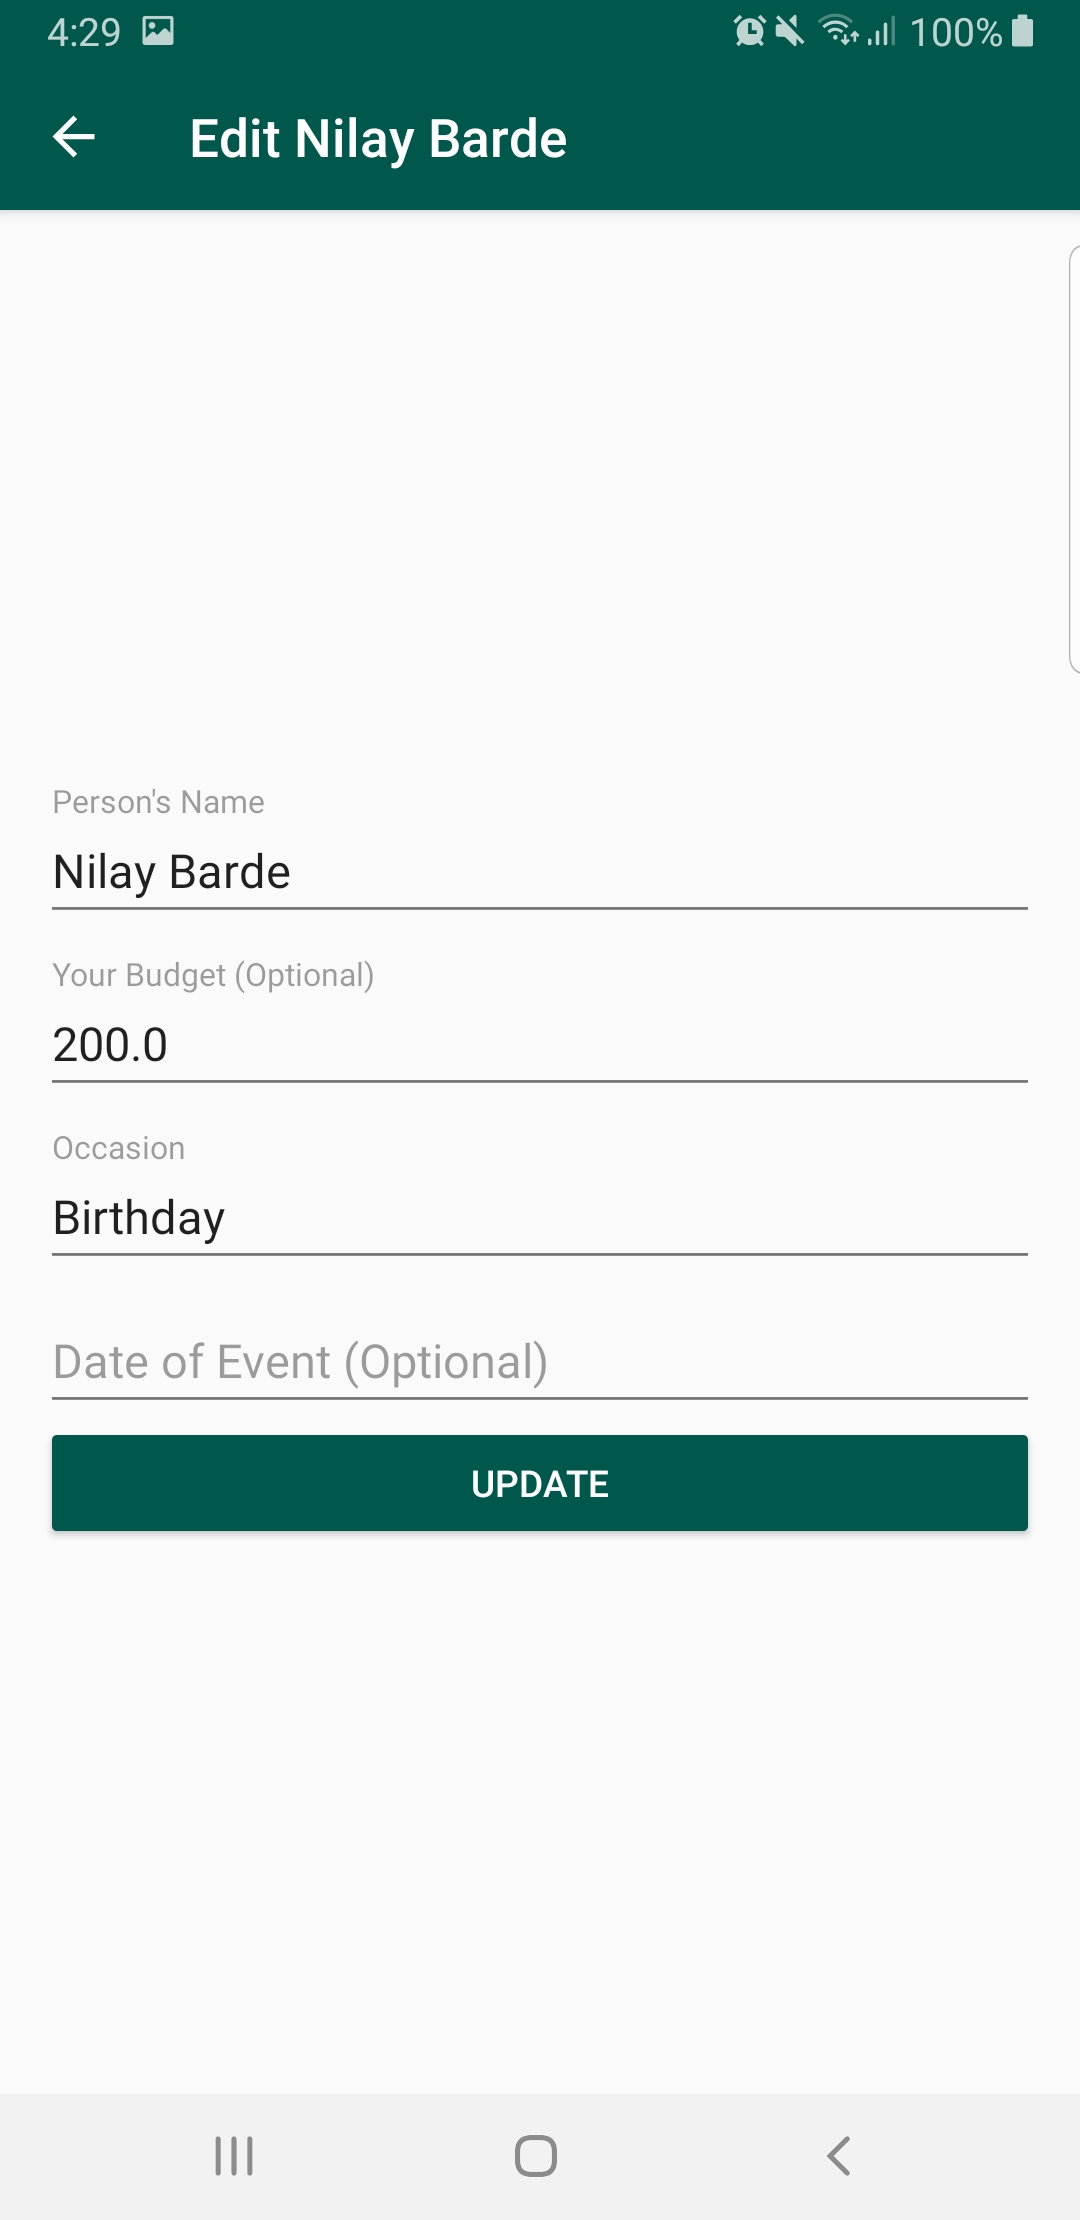 4:29
100%
Edit Nilay Barde
Person's Name
Nilay Barde
Your Budget (Optional)
200.0
Occasion
Birthday
Date of Event (Optional)
UPDATE